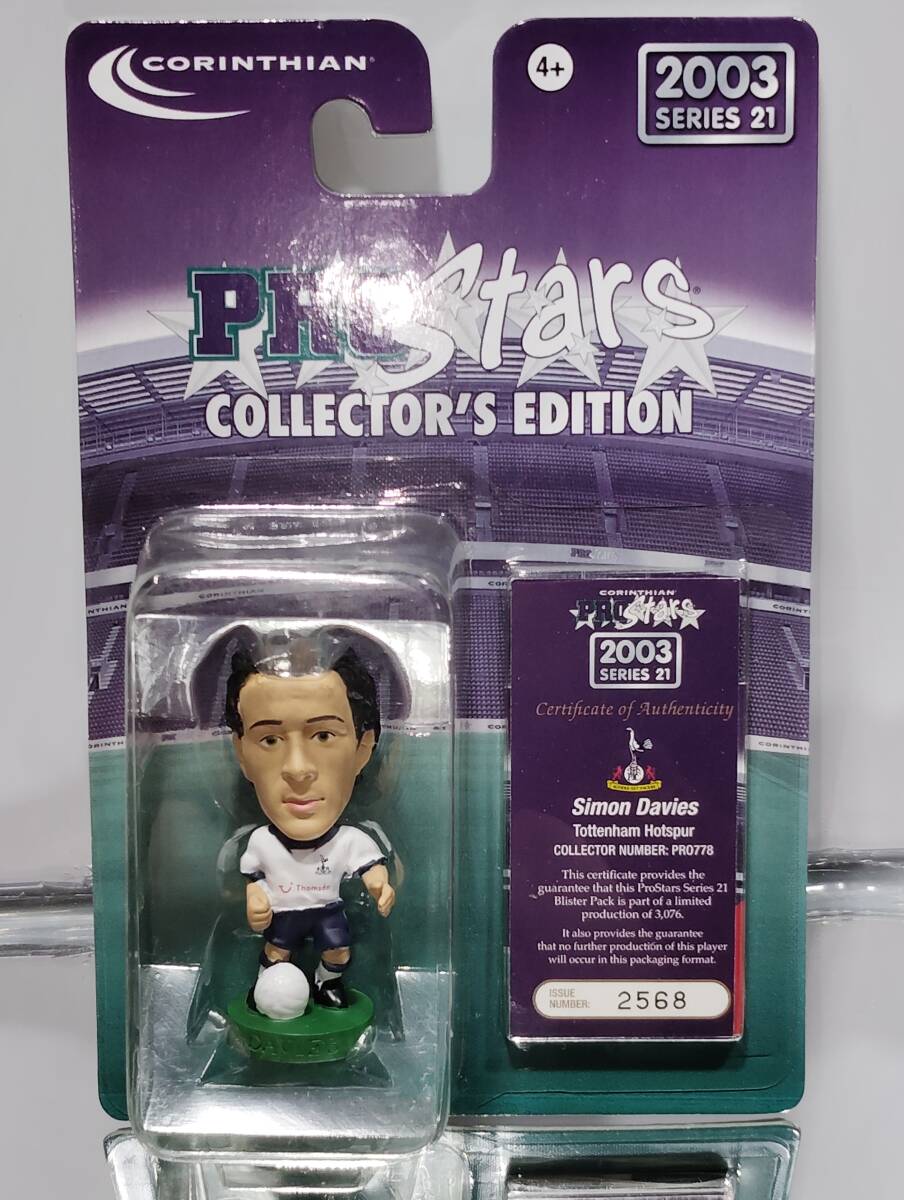 CORINTHIAN®
4+
2003
SERIES 21
PROStars®
COLLECTOR'S EDITION
CORINTHIAN
PROStars
2003
SERIES 21
Certificate of Authenticity
Simon Davies
Tottenham Hotspur
COLLECTOR NUMBER: PRO778
This certificate provides the
guarantee that this ProStars Series 21
Blister Pack is part of a limited
production of 3,076.
It also provides the guarantee
that no further production of this player
will occur in this packaging format.
ISSUE
NUMBER: 2568
Thomson
DAVIES